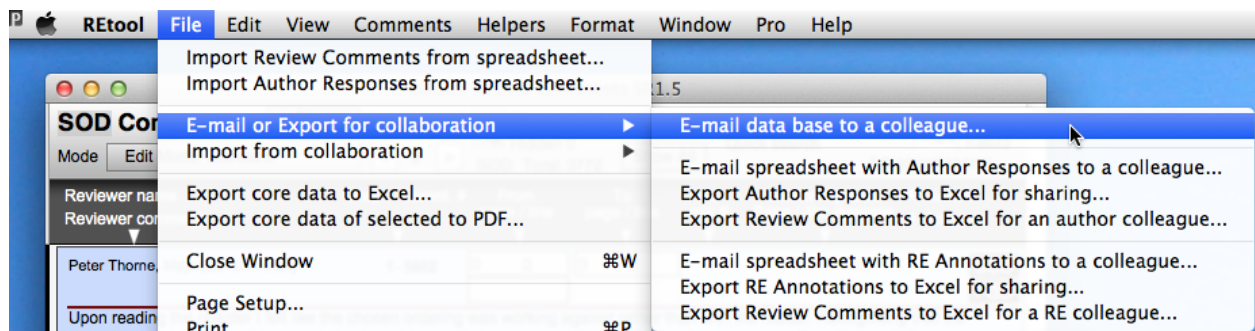 P REtool File Edit View Comments Helpers Format Window Pro Help
Import Review Comments from spreadsheet...
Import Author Responses from spreadsheet...
1.5
SOD Cor
E-mail or Export for collaboration
E-mail data base to a colleague...
Mode Edit
Import from collaboration
E-mail spreadsheet with Author Responses to a colleague...
Reviewer na
Export core data to Excel...
Export Author Responses to Excel for sharing...
Reviewer cor
Export core data of selected to PDF...
Export Review Comments to Excel for an author colleague...
Peter Thorne,
Close Window ⌘W
E-mail spreadsheet with RE Annotations to a colleague...
Export RE Annotations to Excel for sharing...
Page Setup...
Upon readin
Export Review Comments to Excel for a RE colleague...
Print ⌘P